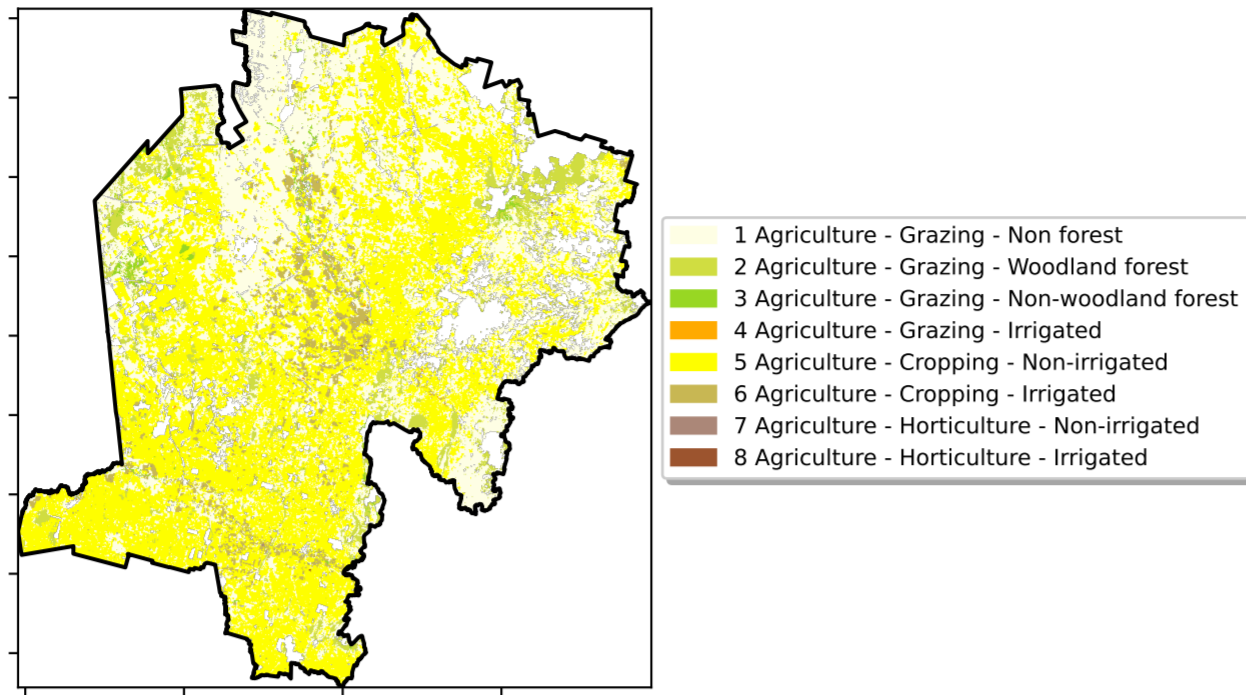 1 Agriculture - Grazing - Non forest
2 Agriculture - Grazing - Woodland forest
3 Agriculture - Grazing - Non-woodland forest
4 Agriculture - Grazing - Irrigated
5 Agriculture - Cropping - Non-irrigated
6 Agriculture - Cropping - Irrigated
7 Agriculture - Horticulture - Non-irrigated
8 Agriculture - Horticulture - Irrigated